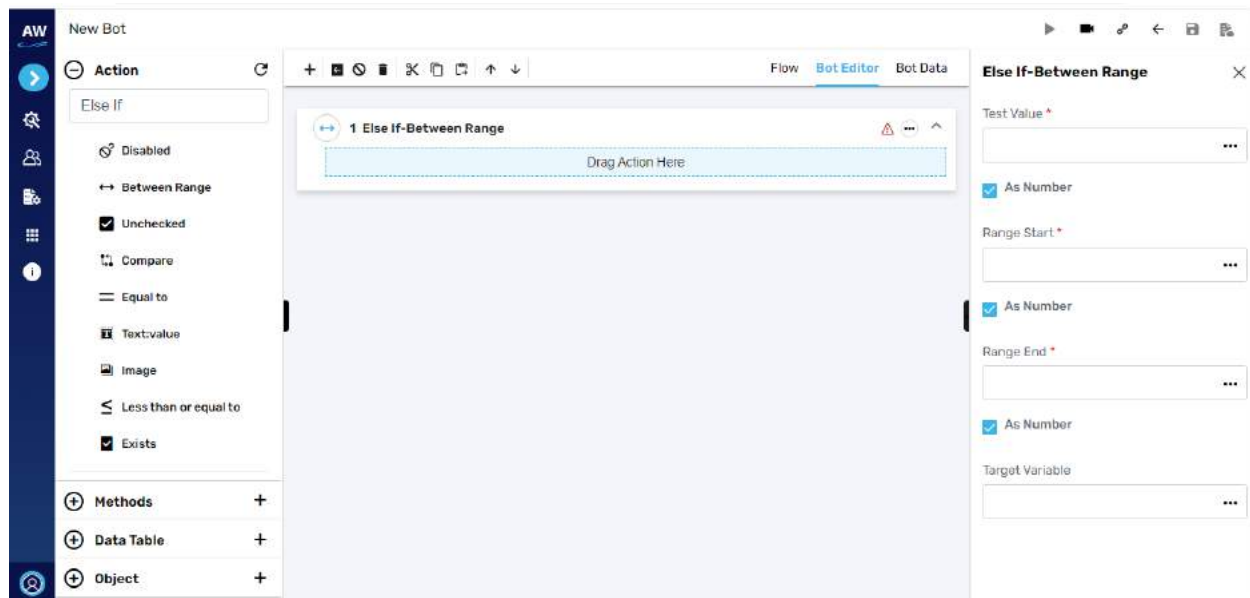 AW
New Bot
Action
Else If
Disabled
Between Range
Unchecked
Compare
Equal to
Text:value
Image
Less than or equal to
Exists
Methods
Data Table
Object
Flow Bot Editor Bot Data
1 Else If-Between Range
Drag Action Here
Else If-Between Range
Test Value *
As Number
Range Start *
As Number
Range End *
As Number
Target Variable